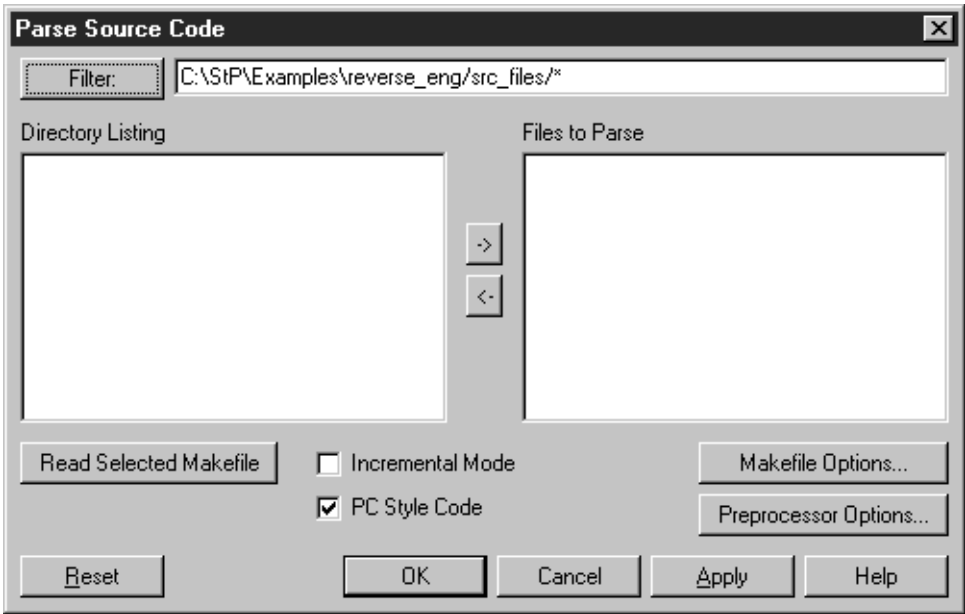 Parse Source Code
Filter:
C:\StP\Examples\reverse_eng/src_files/*
Directory Listing
Files to Parse
->
<-
Read Selected Makefile
Incremental Mode
Makefile Options...
PC Style Code
Preprocessor Options...
Reset
OK
Cancel
Apply
Help